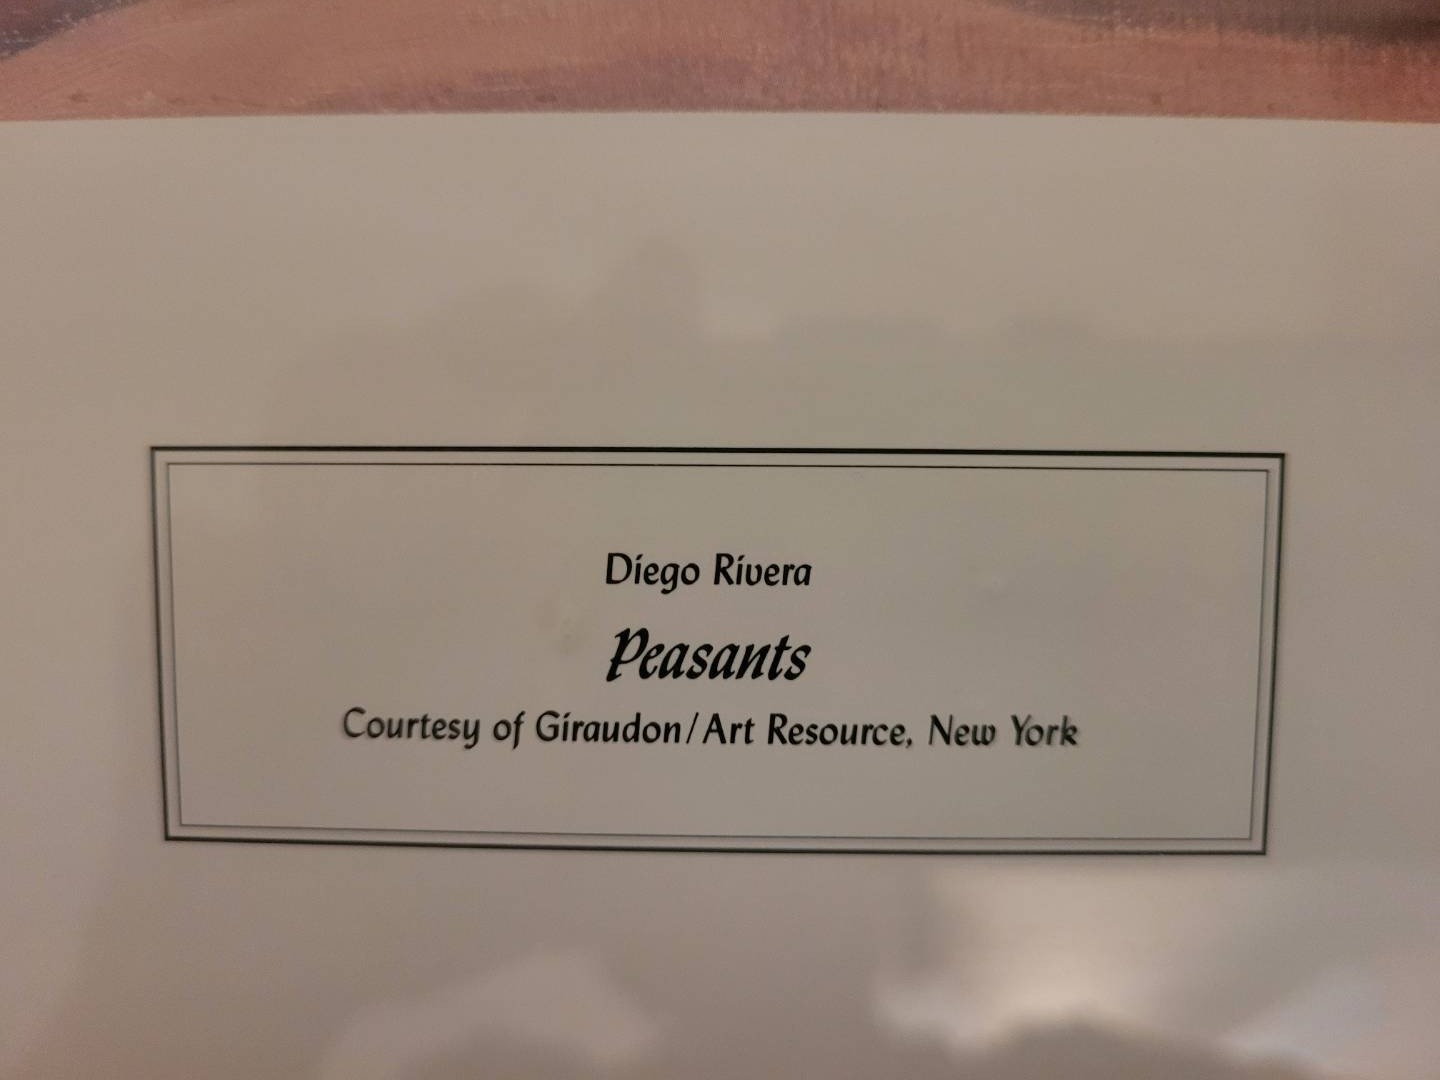 Diego Rivera
Peasants
Courtesy of Giraudon/Art Resource, New York